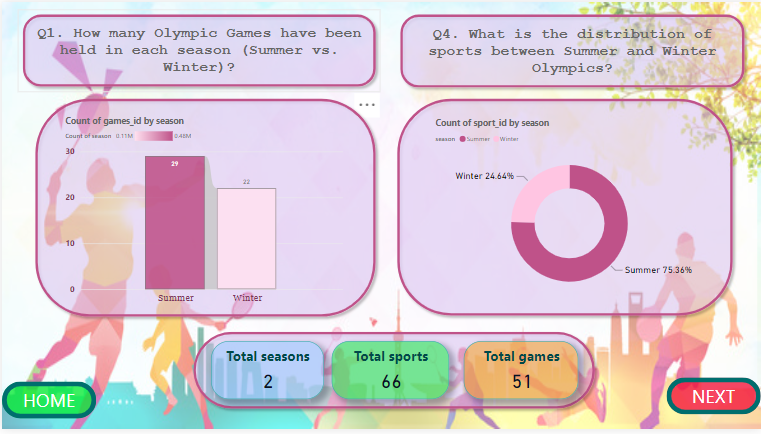 Q1. How many Olympic Games have been
held in each season (Summer vs.
Winter)?
Q4. What is the distribution of
sports between Summer and Winter
Olympics?
Count of games_id by season
Count of season 0.11M 0.48M
30
20
10
0
29
22
Summer
Winter
Count of sport_id by season
season Summer Winter
Winter 24.64%
Summer 75.36%
Total seasons
2
Total sports
66
Total games
51
HOME
NEXT